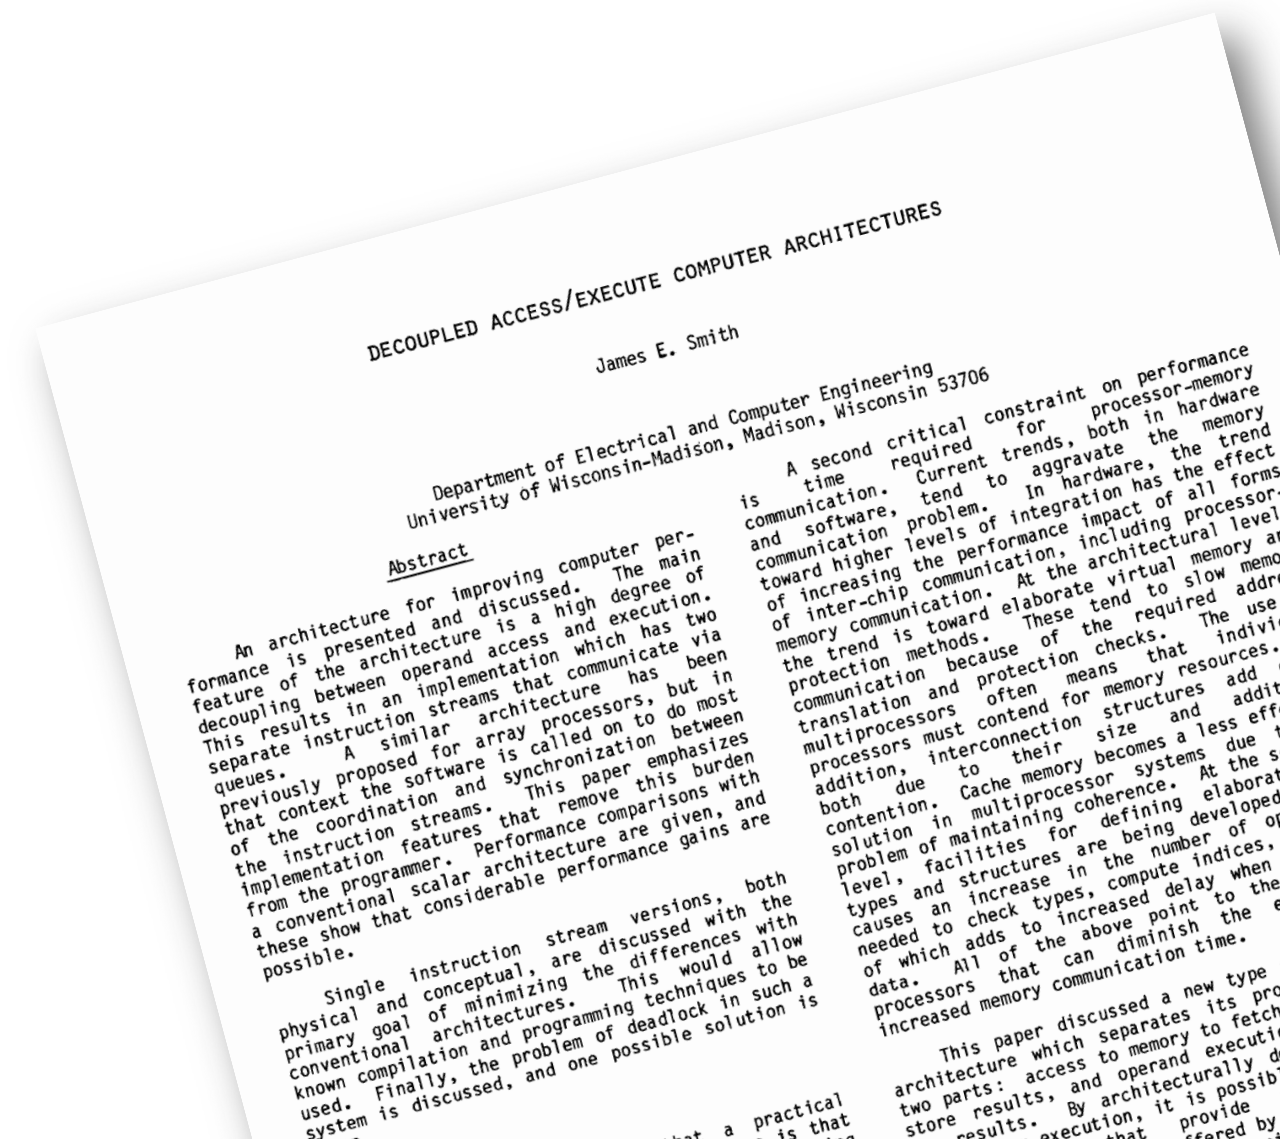 DECOUPLED ACCESS/EXECUTE COMPUTER ARCHITECTURES
James E. Smith
Department of Electrical and Computer Engineering
University of Wisconsin-Madison, Madison, Wisconsin 53706
Abstract
An architecture for improving computer per-
formance is presented and discussed. The main
feature of the architecture is a high degree of
decoupling between operand access and execution.
This results in an implementation which has two
separate instruction streams that communicate via
queues. A similar architecture has been
previously proposed for array processors, but in
that context the software is called on to do most
of the coordination and synchronization between
the instruction streams. This paper emphasizes
implementation features that remove this burden
from the programmer. Performance comparisons with
a conventional scalar architecture are given, and
these show that considerable performance gains are
possible.
Single instruction stream versions, both
physical and conceptual, are discussed with the
primary goal of minimizing the differences with
conventional architectures. This would allow
known compilation and programming techniques to be
used. Finally, the problem of deadlock in such a
system is discussed, and one possible solution is
a practical
is that
A second critical constraint on performance
is time required for processor-memory
communication. Current trends, both in hardware
and software, tend to aggravate the memory
communication problem. In hardware, the trend
toward higher levels of integration has the effect
of increasing the performance impact of all forms
of inter-chip communication, including processor-
memory communication. At the architectural level
the trend is toward elaborate virtual memory
protection methods. These tend to slow
communication because of the required
translation and protection checks. The use
multiprocessors often means that
processors must contend for memory resources.
addition, interconnection structures add
both due to their size and
contention. Cache memory becomes a less
solution in multiprocessor systems due
problem of maintaining coherence. At the
level, facilities for defining
types and structures are being developed
causes an increase in the number of
needed to check types, compute indices,
of which adds to increased delay when
data. All of the above point to the
processors that can diminish the
increased memory communication time.
This paper discussed a new type
architecture which separates its
two parts: access to memory to fetch
store results, and operand
results. By architecturally
execution, it is
that provide
by